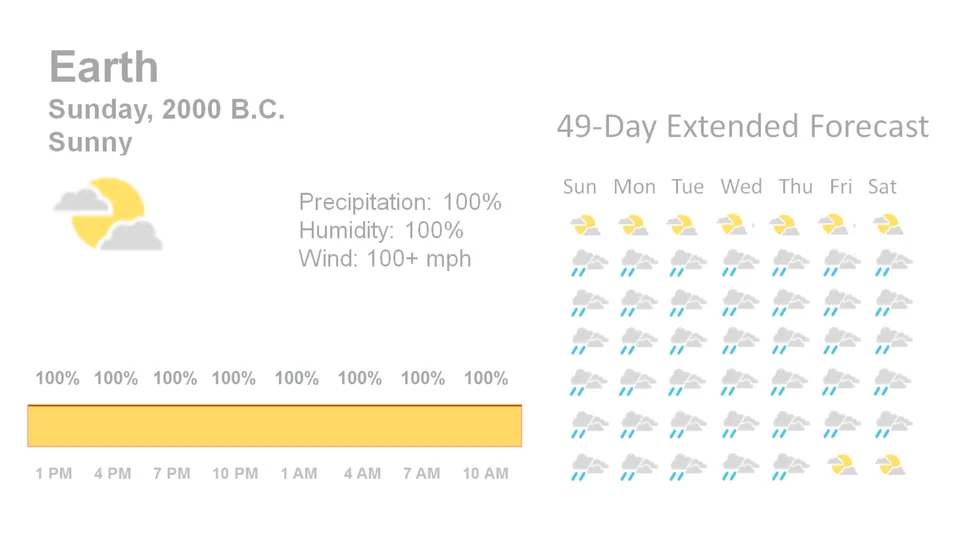 Earth
Sunday, 2000 B.C.
Sunny
Precipitation: 100%
Humidity: 100%
Wind: 100+ mph
100% 100% 100% 100% 100% 100% 100% 100%
1 PM 4 PM 7 PM 10 PM 1 AM 4 AM 7 AM 10 AM
49-Day Extended Forecast
Sun Mon Tue Wed Thu Fri Sat